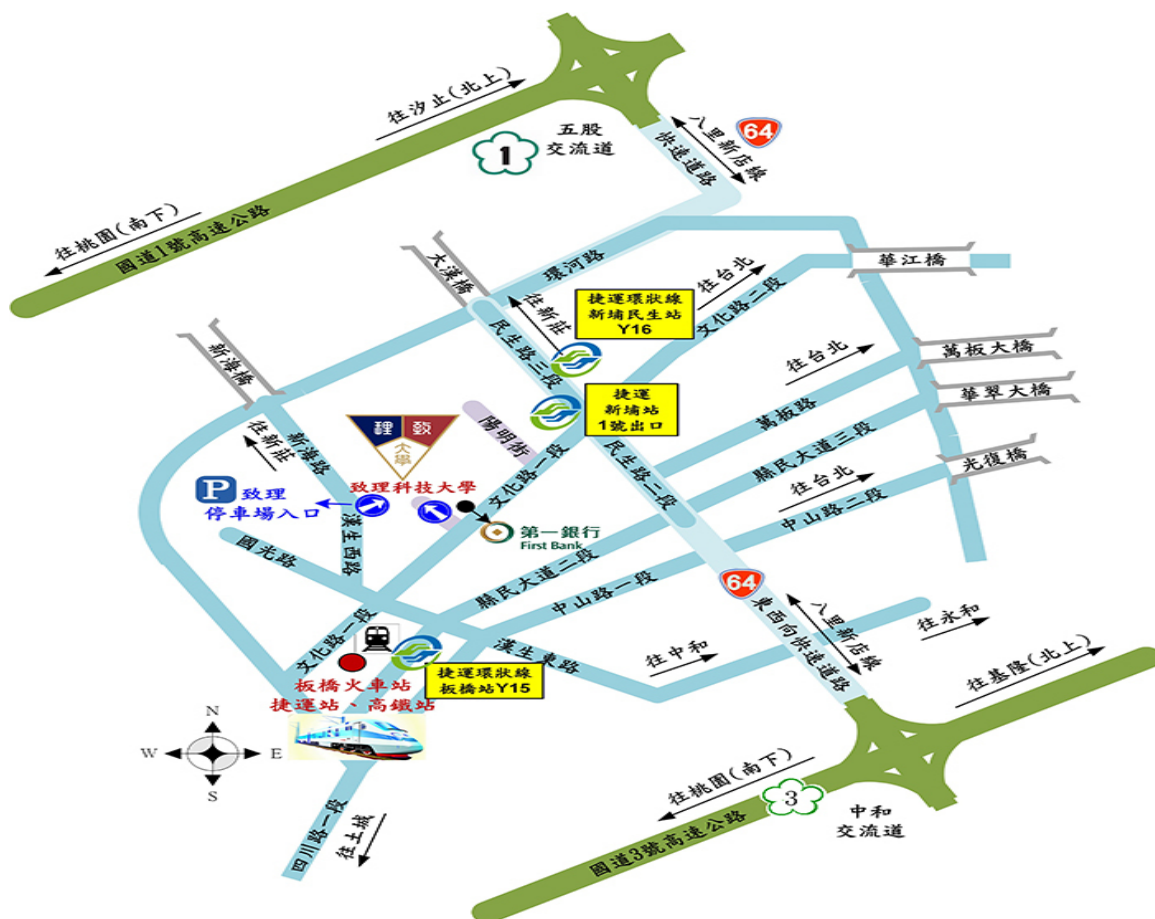 往汐止(北上)
64
八里新店線
快速道路
五股
交流道
1
往桃園(南下)
國道1號高速公路
大漢橋
環河路
華江橋
往台北
文化路二段
往新莊
捷運環狀線
新埔民生站
Y16
民生路三段
新海橋
萬板大橋
往台北
萬板路
華翠大橋
捷運
新埔站
1號出口
縣民大道三段
陽明街
理
致
大學
往新莊
新海路
文化路一段
民生路二段
光復橋
致理科技大學
往台北
P
致理
停車場入口
中山路二段
第一銀行
First Bank
漢生西路
國光路
縣民大道二段
中山路一段
64
東西向快速道路
八里新店線
往永和
文化路一段
漢生東路
往中和
捷運環狀線
板橋站Y15
板橋火車站
捷運站、高鐵站
往基隆(北上)
N
W
E
S
往桃園(南下)
3
中和
交流道
國道3號高速公路
四川路一段
往土城